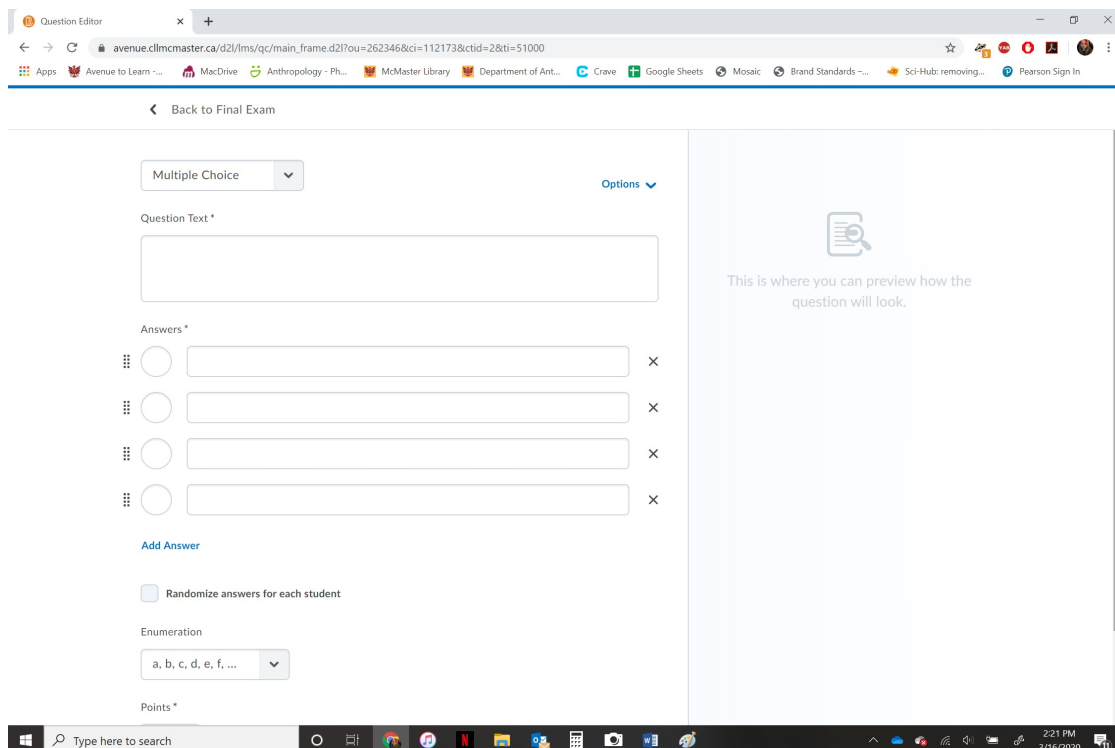 Question Editor
avenue.cllmcmaster.ca/d2l/lms/qc/main_frame.d2l?ou=262346&ci=112173&ctid=2&ti=51000
Apps Avenue to Learn -... MacDrive Anthropology - Ph... McMaster Library Department of Ant... Crave Google Sheets Mosaic Brand Standards –... Sci-Hub: removing... Pearson Sign In
Back to Final Exam
Multiple Choice
Options
Question Text *
This is where you can preview how the
question will look.
Answers *
Add Answer
Randomize answers for each student
Enumeration
a, b, c, d, e, f, ...
Points *
Type here to search
2:21 PM
3/16/2020